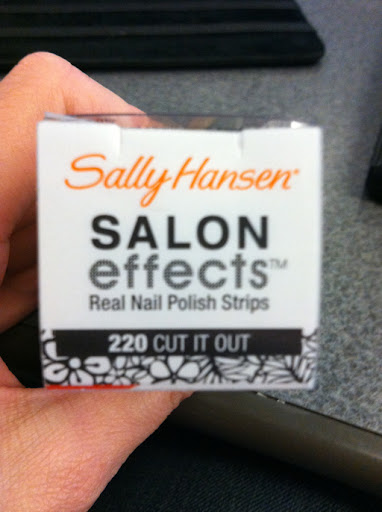 Sally Hansen®
SALON
effects™
Real Nail Polish Strips
220 CUT IT OUT